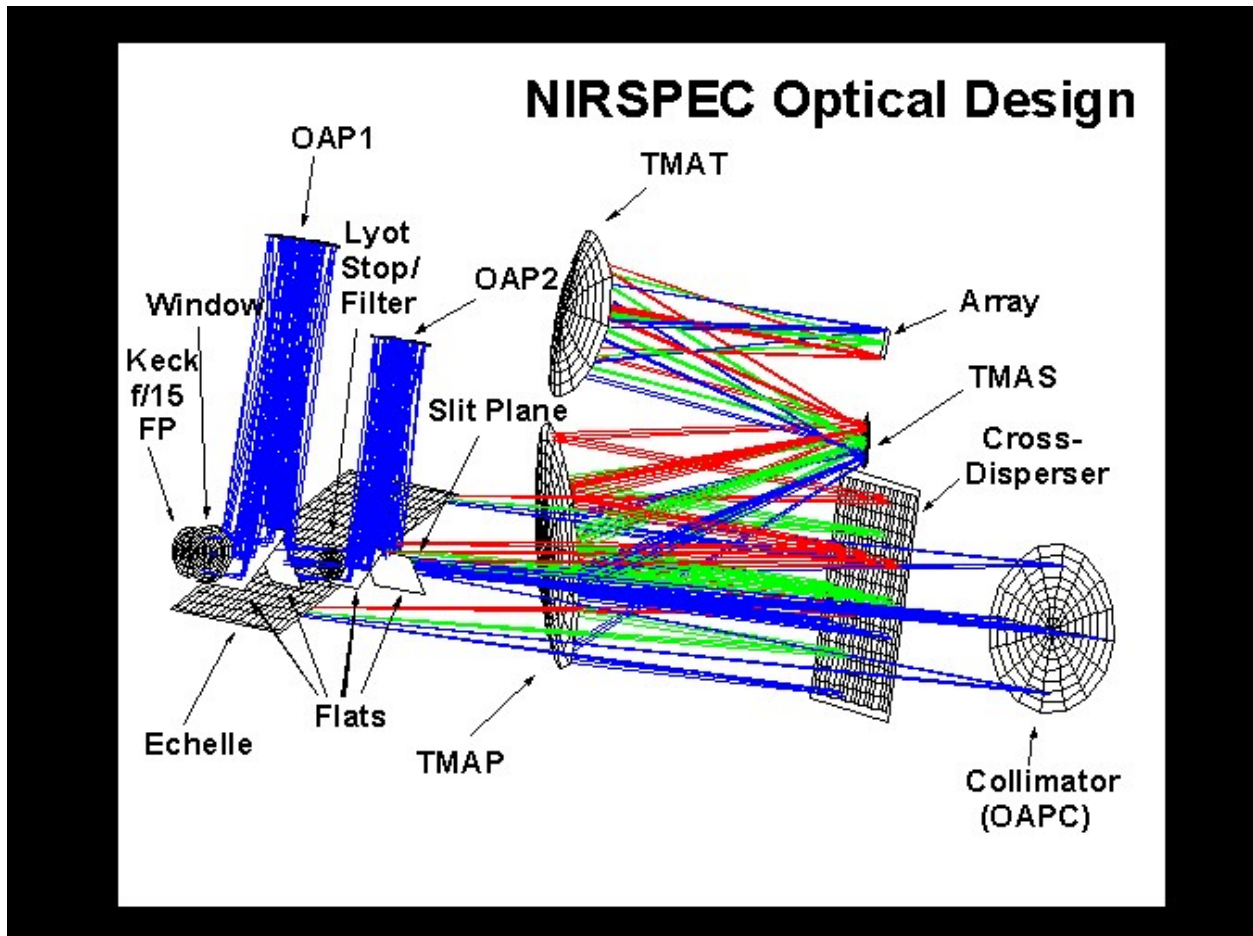 NIRSPEC Optical Design
OAP1
TMAT
Lyot
Stop/
Filter
OAP2
Window
Array
Keck
f/15
FP
Slit Plane
TMAS
Cross-
Disperser
Flats
Echelle
TMAP
Collimator
(OAPC)